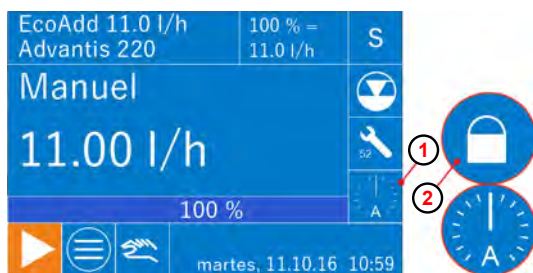 EcoAdd 11.0 l/h
Advantis 220
100 % =
11.0 l/h
S
Manuel
11.00 l/h
52
A
100 %
martes, 11.10.16 10:59
1
2
A